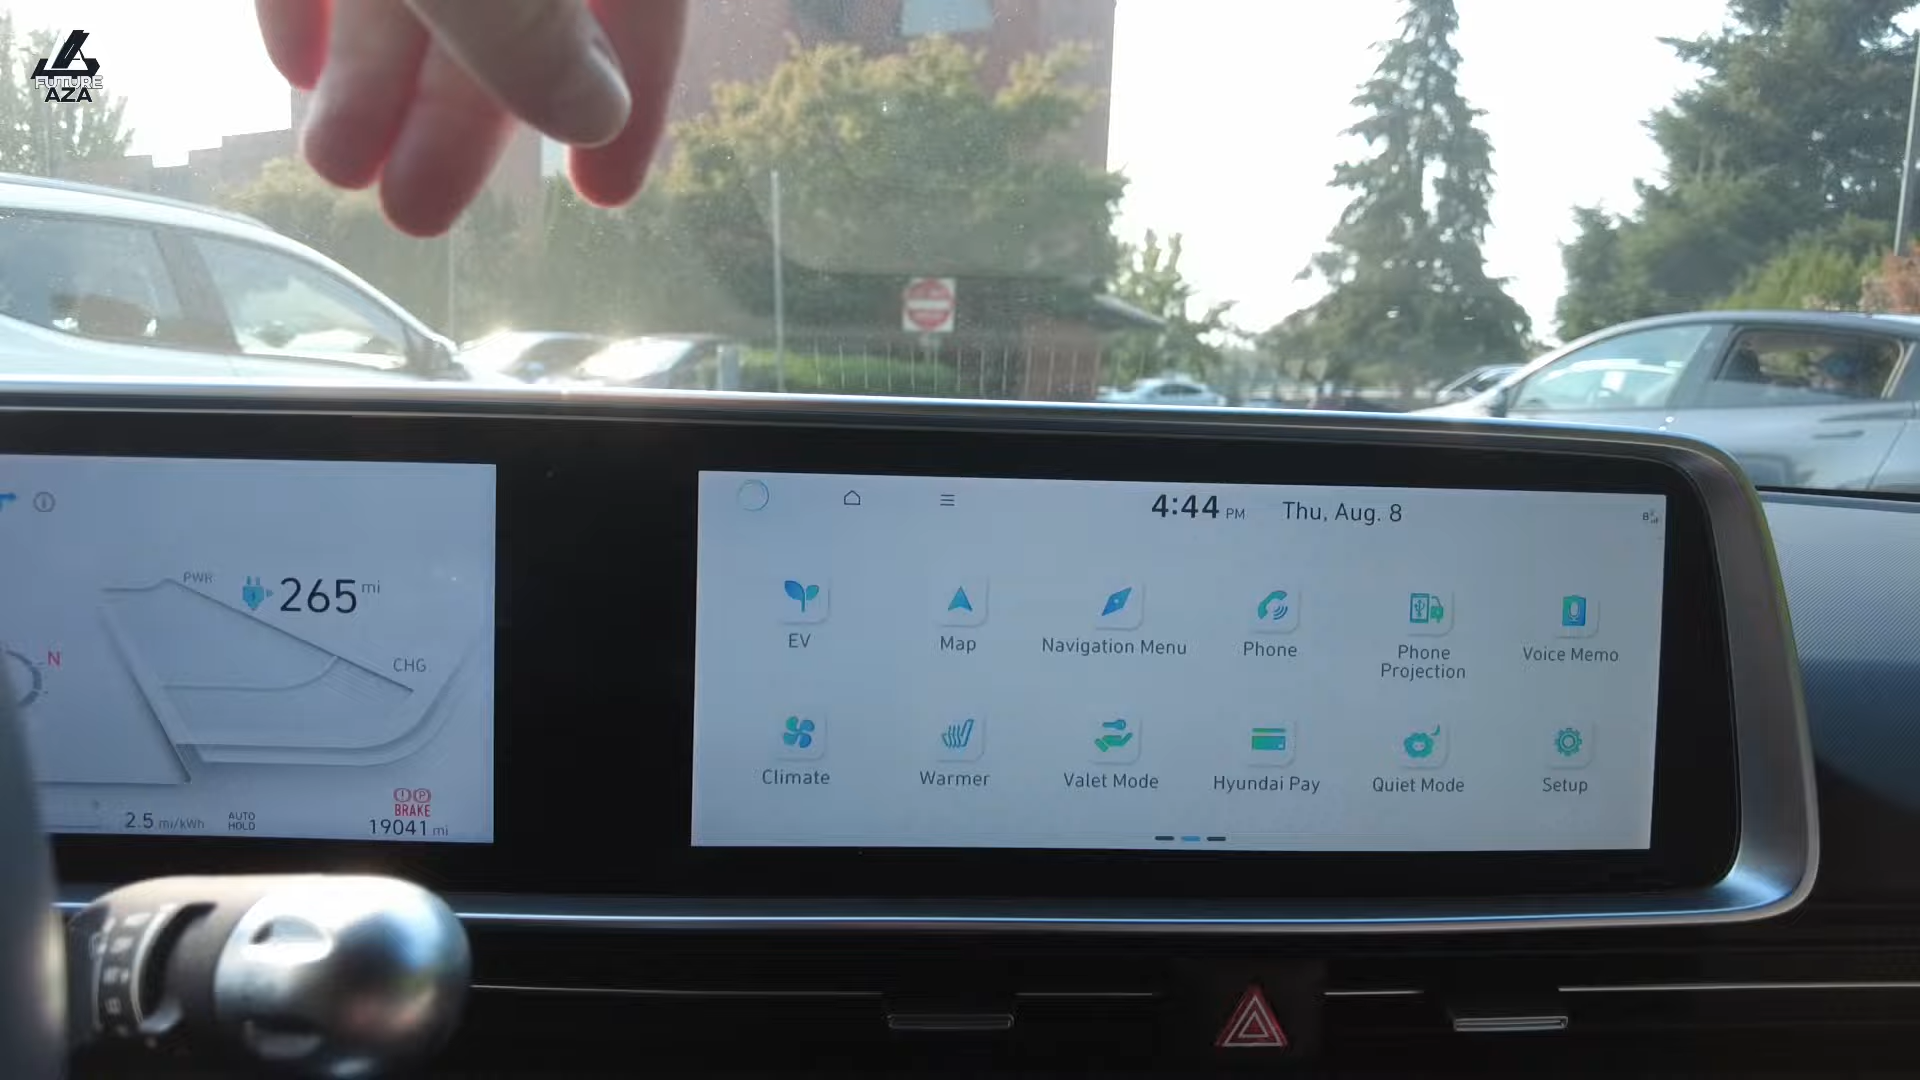 FUTURE
AZA
PWR
265 mi
CHG
N
2.5 mi/kWh
AUTO
HOLD
BRAKE
19041 mi
4:44 PM
Thu, Aug. 8
EV
Map
Navigation Menu
Phone
Phone
Projection
Voice Memo
Climate
Warmer
Valet Mode
Hyundai Pay
Quiet Mode
Setup